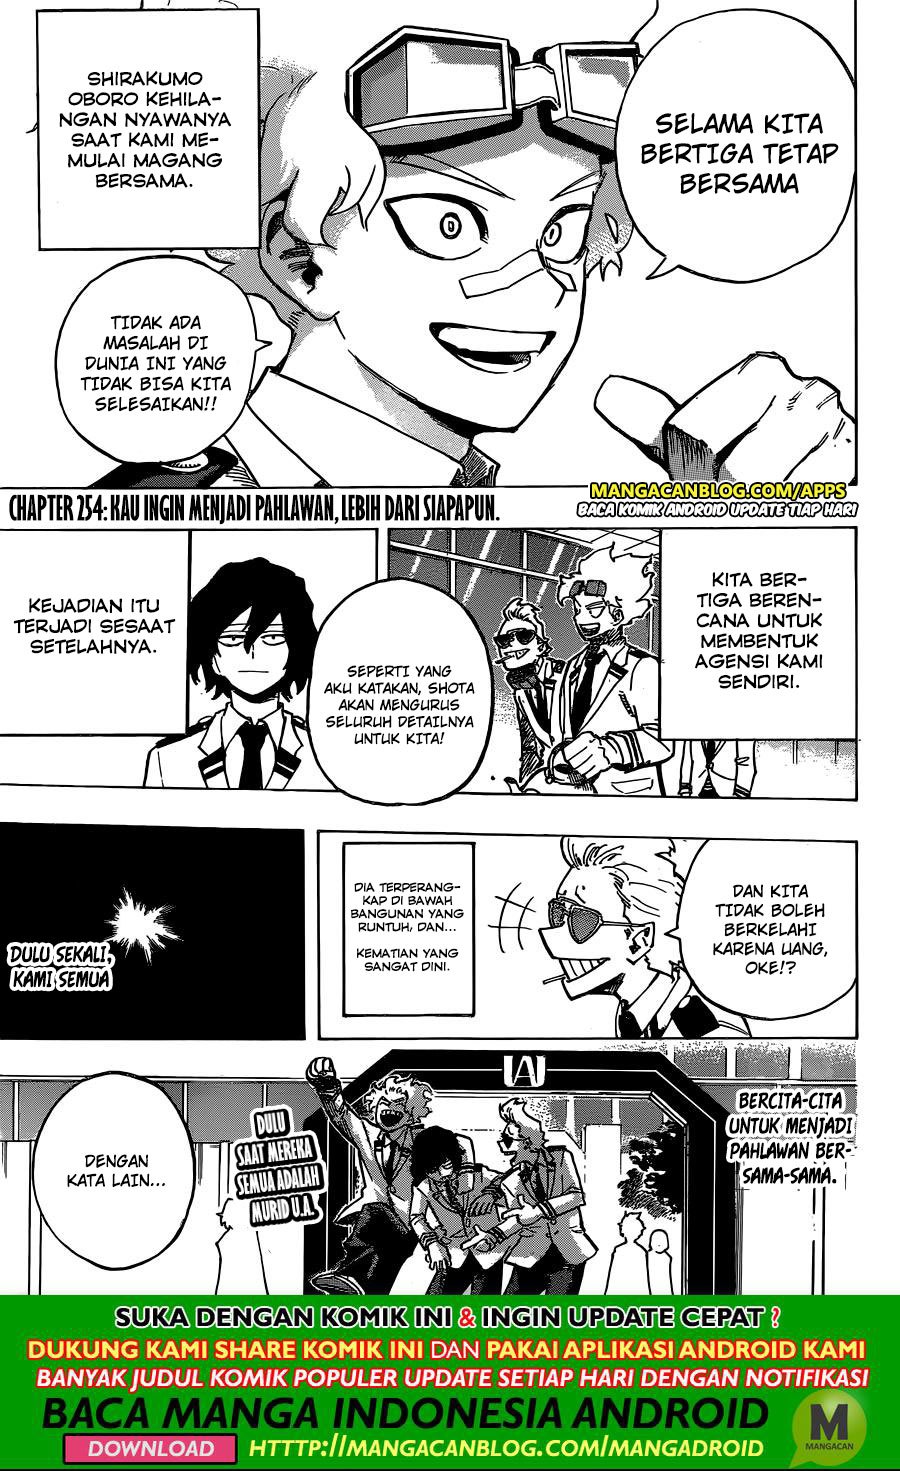 SELAMA KITA
BERTIGA TETAP
BERSAMA
SHIRAKUMO
OBORO KEHILA-
NGAN NYAWANYA
SAAT KAMI ME-
MULAI MAGANG
BERSAMA.
TIDAK ADA
MASALAH DI
DUNIA INI YANG
TIDAK BISA KITA
SELESAIKAN!!
MANGACANBLOG.COM/APPS
BACA KOMIK ANDROID UPDATE TIAP HARI
CHAPTER 254: KAU INGIN MENJADI PAHLAWAN, LEBIH DARI SIAPAPUN.
KITA BER-
TIGA BEREN-
CANA UNTUK
MEMBENTUK
AGENSI KAMI
SENDIRI.
SEPERTI YANG
AKU KATAKAN, SHOTA
AKAN MENGURUS
SELURUH DETAILNYA
UNTUK KITA!
KEJADIAN ITU
TERJADI SESAAT
SETELAHNYA.
DAN KITA
TIDAK BOLEH
BERKELAHI
KARENA UANG,
OKE!?
DIA TERPERANG-
KAP DI BAWAH
BANGUNAN YANG
RUNTUH, DAN...
KEMATIAN YANG
SANGAT DINI.
DULU SEKALI,
KAMI SEMUA
BERCITA-CITA
UNTUK MENJADI
PAHLAWAN BER-
SAMA-SAMA.
UA
DULU
SAAT MEREKA
SEMUA ADALAH
MURID U.A.
DENGAN
KATA LAIN...
SUKA DENGAN KOMIK INI & INGIN UPDATE CEPAT ?
DUKUNG KAMI SHARE KOMIK INI DAN PAKAI APLIKASI ANDROID KAMI
BANYAK JUDUL KOMIK POPULER UPDATE SETIAP HARI DENGAN NOTIFIKASI
BACA MANGA INDONESIA ANDROID
DOWNLOAD HTTTP://MANGACANBLOG.COM/MANGADROID
M
MANGACAN